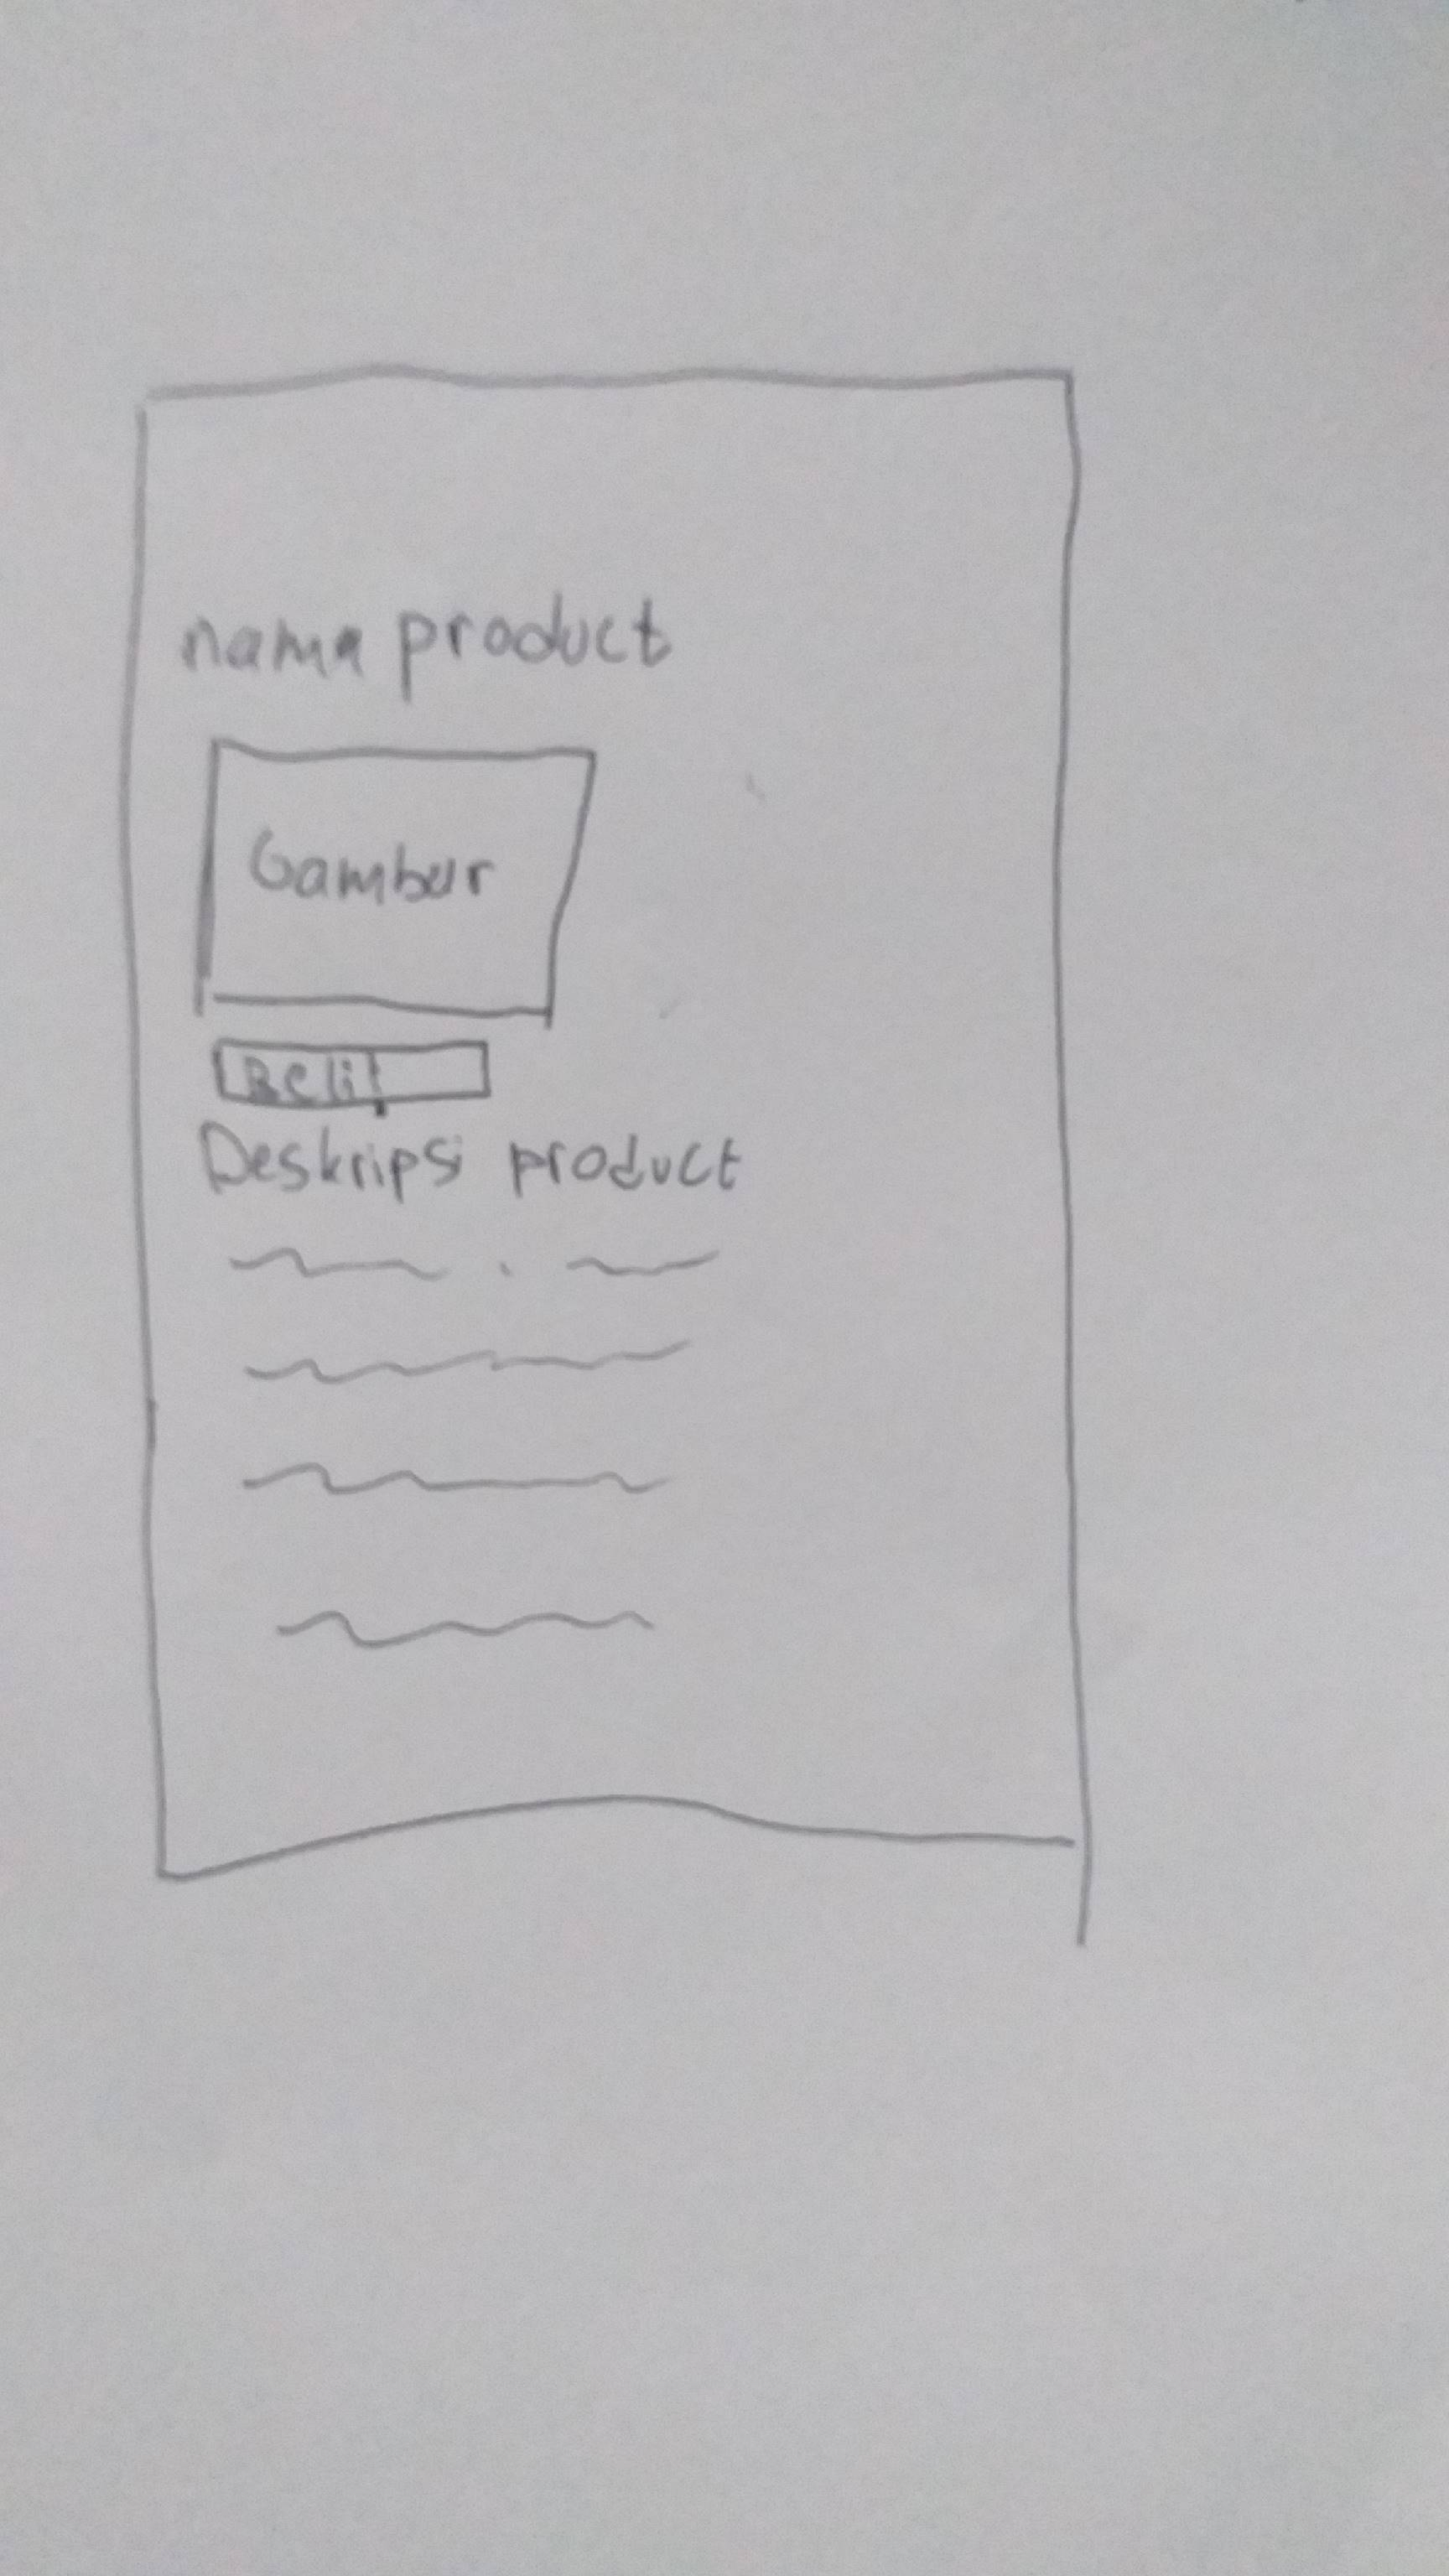 nama product
Gambar
Beli!
Deskripsi product